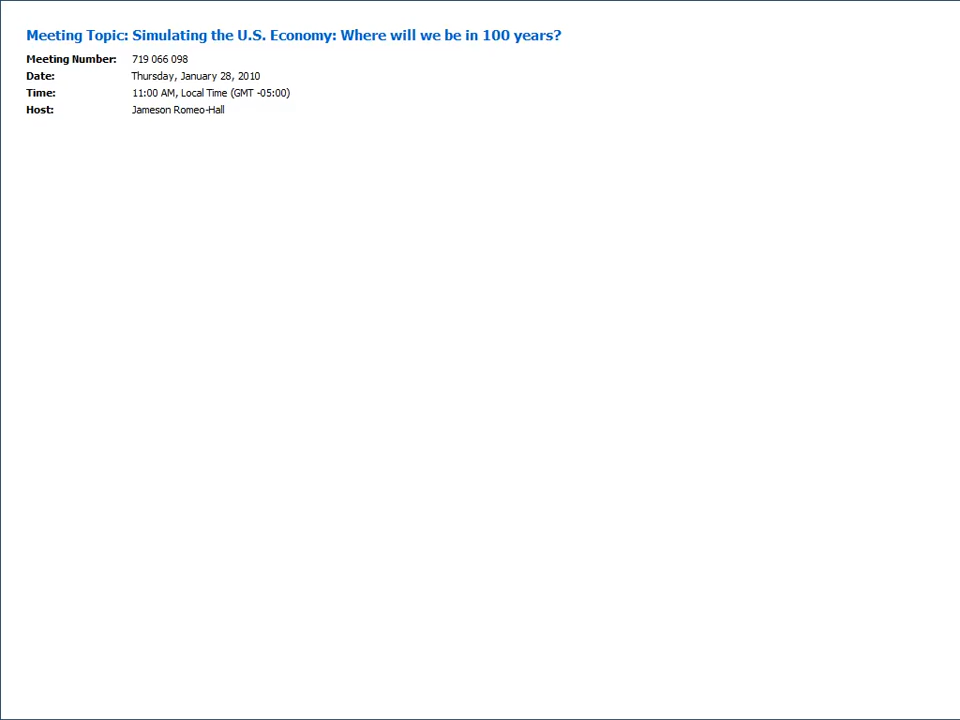 Meeting Topic: Simulating the U.S. Economy: Where will we be in 100 years?
Meeting Number: 719 066 098
Date: Thursday, January 28, 2010
Time: 11:00 AM, Local Time (GMT -05:00)
Host: Jameson Romeo-Hall